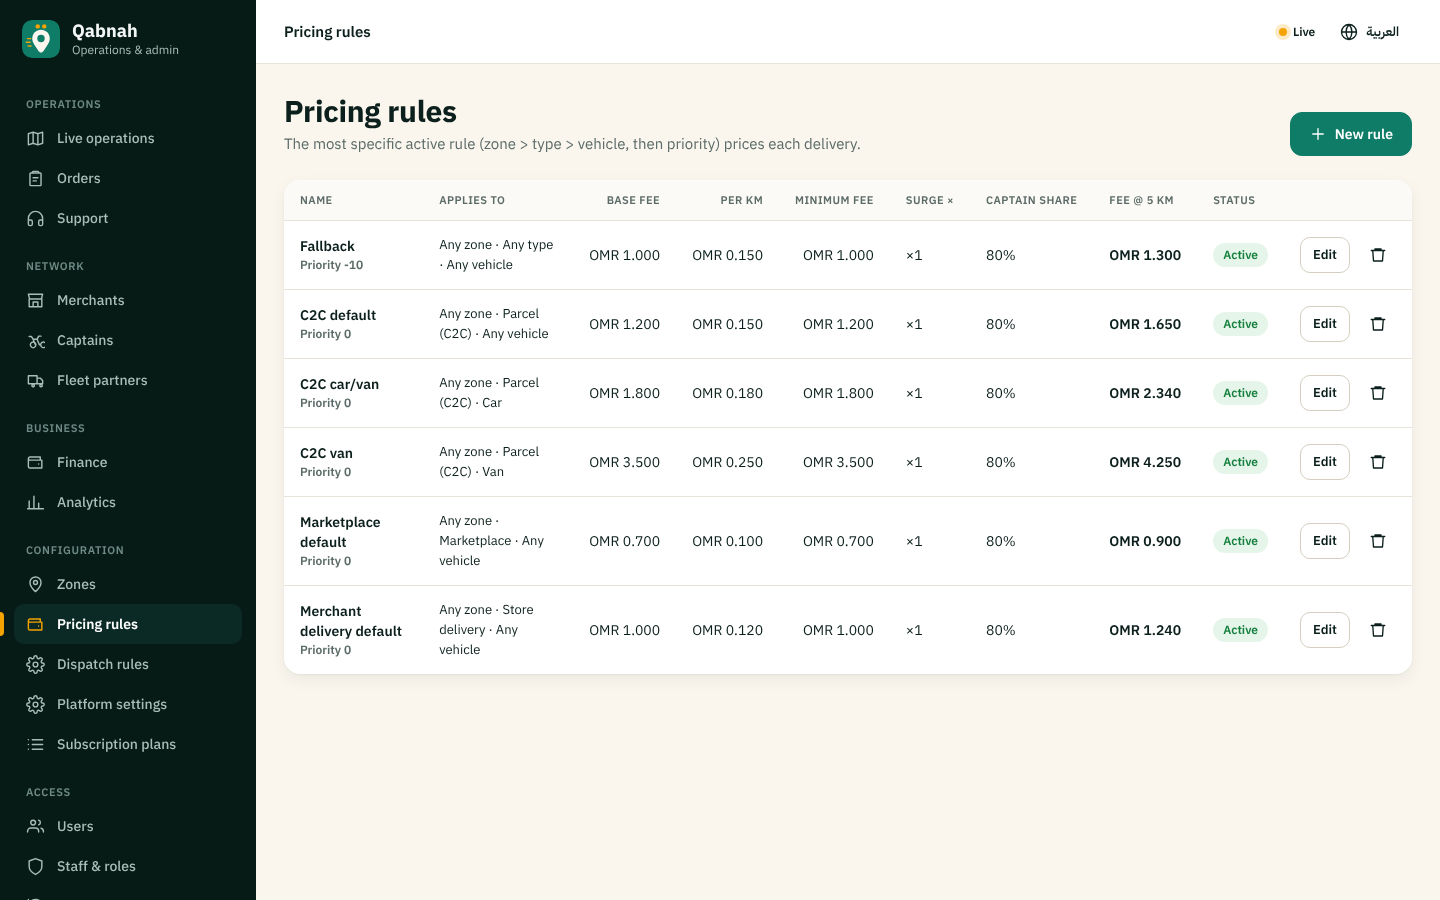 Qabnah
Operations & admin
OPERATIONS
Live operations
Orders
Support
NETWORK
Merchants
Captains
Fleet partners
BUSINESS
Finance
Analytics
CONFIGURATION
Zones
Pricing rules
Dispatch rules
Platform settings
Subscription plans
ACCESS
Users
Staff & roles
Pricing rules
Live
العربية
Pricing rules
The most specific active rule (zone > type > vehicle, then priority) prices each delivery.
New rule
NAME APPLIES TO BASE FEE PER KM MINIMUM FEE SURGE × CAPTAIN SHARE FEE @ 5 KM STATUS
Fallback
Priority -10
Any zone · Any type
· Any vehicle
OMR 1.000 OMR 0.150 OMR 1.000 ×1 80% OMR 1.300 Active Edit
C2C default
Priority 0
Any zone · Parcel
(C2C) · Any vehicle
OMR 1.200 OMR 0.150 OMR 1.200 ×1 80% OMR 1.650 Active Edit
C2C car/van
Priority 0
Any zone · Parcel
(C2C) · Car
OMR 1.800 OMR 0.180 OMR 1.800 ×1 80% OMR 2.340 Active Edit
C2C van
Priority 0
Any zone · Parcel
(C2C) · Van
OMR 3.500 OMR 0.250 OMR 3.500 ×1 80% OMR 4.250 Active Edit
Marketplace
default
Priority 0
Any zone ·
Marketplace · Any
vehicle
OMR 0.700 OMR 0.100 OMR 0.700 ×1 80% OMR 0.900 Active Edit
Merchant
delivery default
Priority 0
Any zone · Store
delivery · Any
vehicle
OMR 1.000 OMR 0.120 OMR 1.000 ×1 80% OMR 1.240 Active Edit